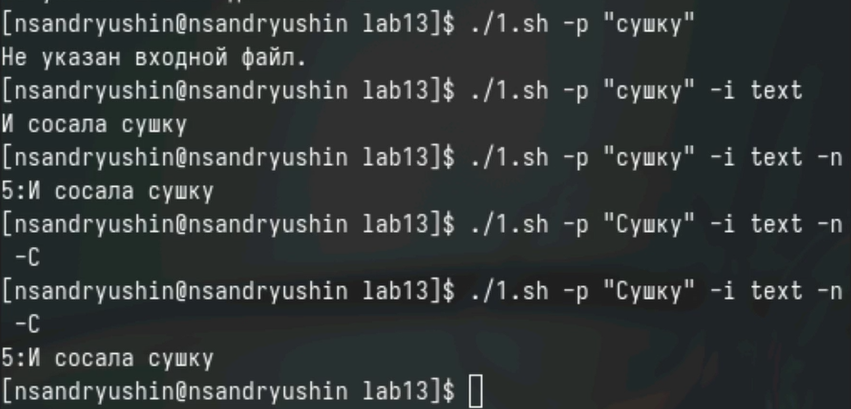 [nsandryushin@nsandryushin lab13]$ ./1.sh -p "сушку"
Не указан входной файл.
[nsandryushin@nsandryushin lab13]$ ./1.sh -p "сушку" -i text
И сосала сушку
[nsandryushin@nsandryushin lab13]$ ./1.sh -p "сушку" -i text -n
5:И сосала сушку
[nsandryushin@nsandryushin lab13]$ ./1.sh -p "Сушку" -i text -n
-C
[nsandryushin@nsandryushin lab13]$ ./1.sh -p "Сушку" -i text -n
-C
5:И сосала сушку
[nsandryushin@nsandryushin lab13]$